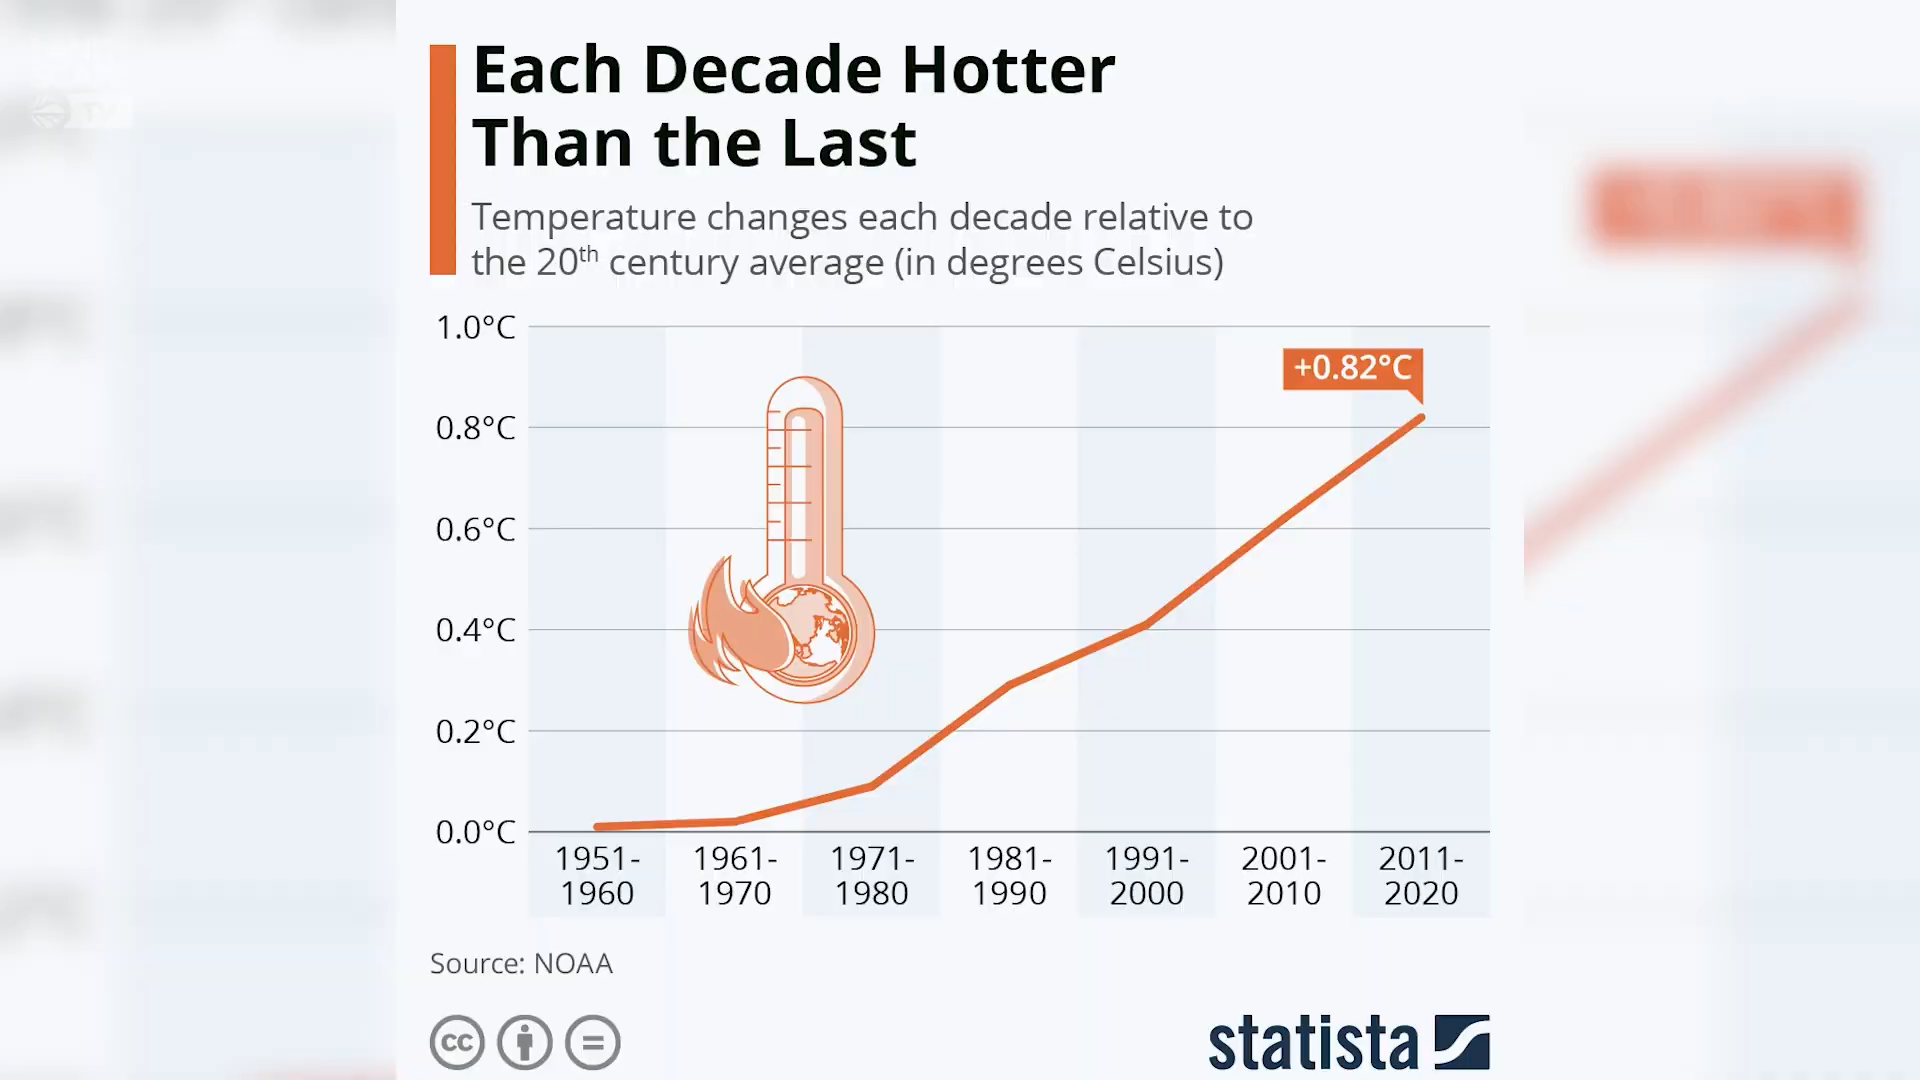 Each Decade Hotter
Than the Last
Temperature changes each decade relative to
the 20th century average (in degrees Celsius)
1.0°C
+0.82°C
0.8°C
0.6°C
0.4°C
0.2°C
0.0°C
1951-
1960
1961-
1970
1971-
1980
1981-
1990
1991-
2000
2001-
2010
2011-
2020
Source: NOAA
cc
statista
TV